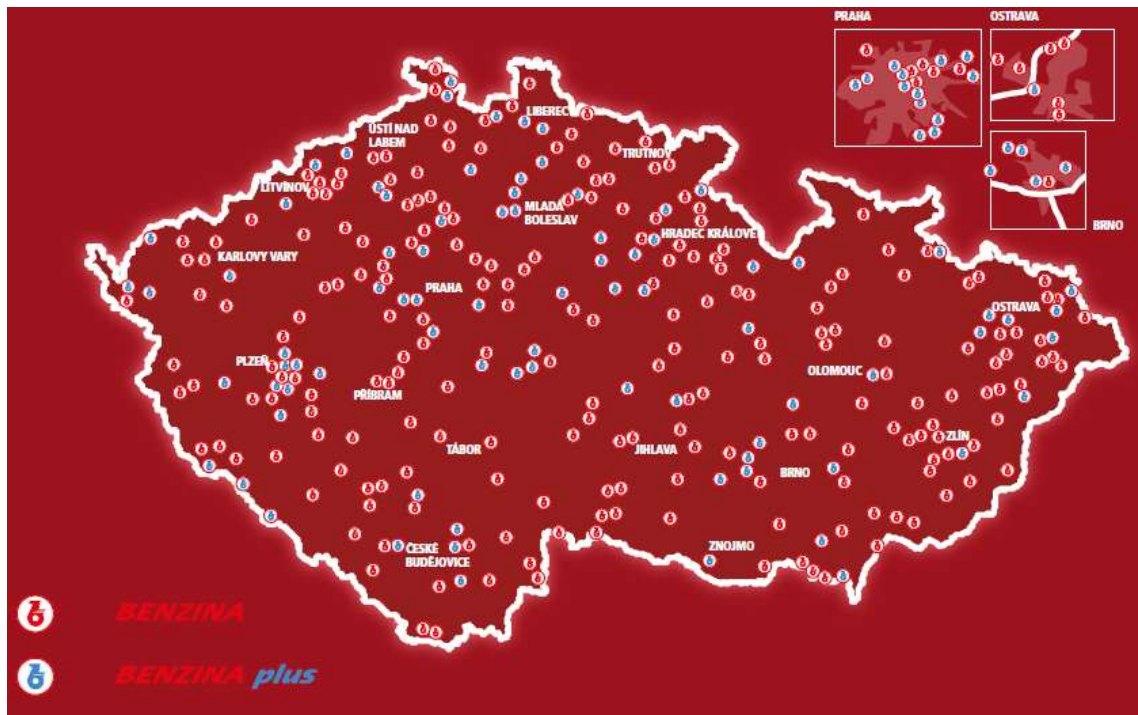 PRAHA
OSTRAVA
BRNO
LIBEREC
ÚSTÍ NAD
LABEM
TRUTNOV
LITVÍNOV
MLADÁ
BOLESLAV
HRADEC KRÁLOVÉ
KARLOVY VARY
PRAHA
OSTRAVA
PLZEŇ
OLOMOUC
PŘÍBRAM
TÁBOR
JIHLAVA
ZLÍN
BRNO
ČESKÉ
BUDĚJOVICE
ZNOJMO
BENZINA
BENZINA plus